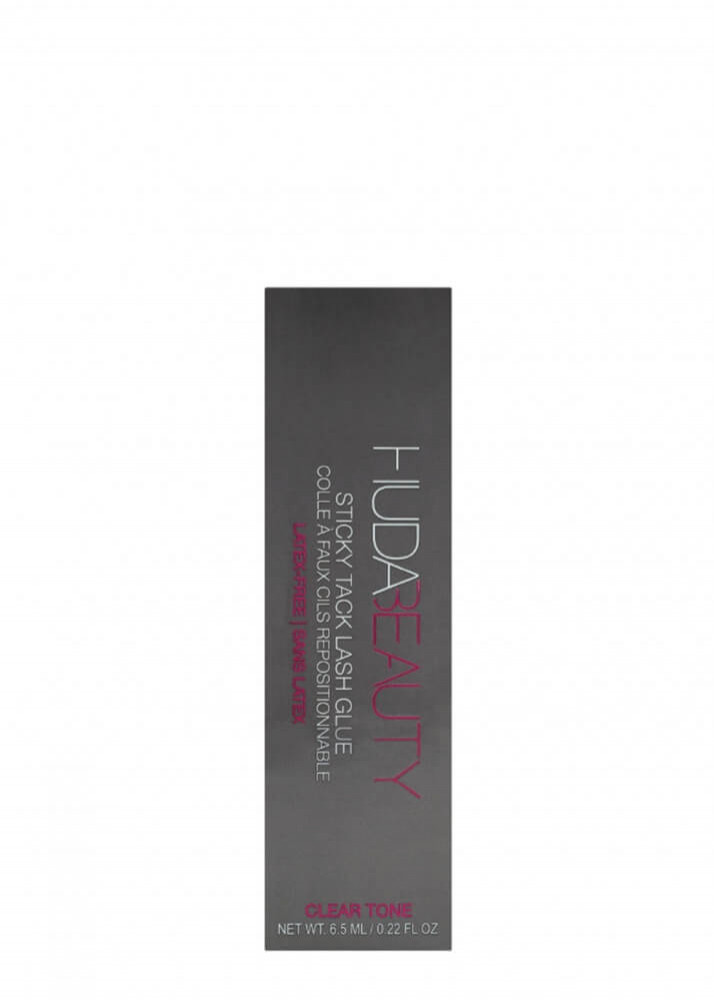 HUDABEAUTY
STICKY TACK LASH GLUE
COLLE À FAUX CILS REPOSITIONNABLE
LATEX-FREE | SANS LATEX
CLEAR TONE
NET WT. 6.5 ML / 0.22 FL OZ